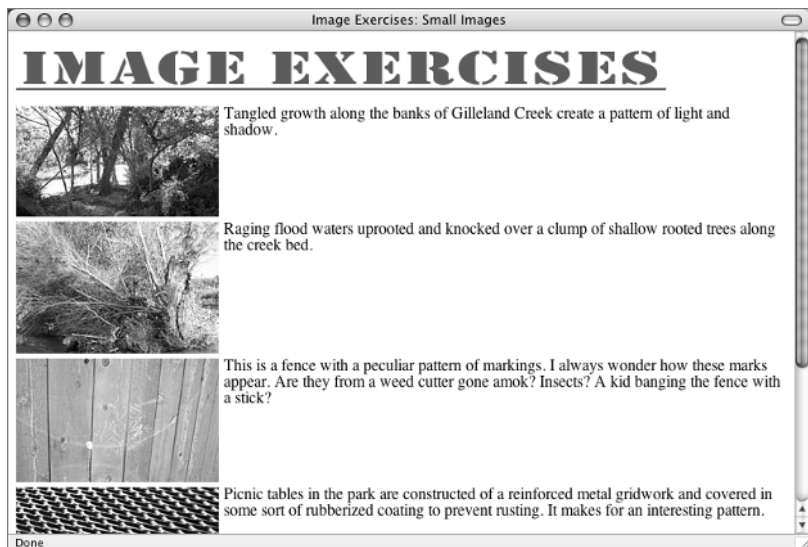 Image Exercises: Small Images
IMAGE EXERCISES
Tangled growth along the banks of Gilleland Creek create a pattern of light and
shadow.
Raging flood waters uprooted and knocked over a clump of shallow rooted trees along
the creek bed.
This is a fence with a peculiar pattern of markings. I always wonder how these marks
appear. Are they from a weed cutter gone amok? Insects? A kid banging the fence with
a stick?
Picnic tables in the park are constructed of a reinforced metal gridwork and covered in
some sort of rubberized coating to prevent rusting. It makes for an interesting pattern.
Done